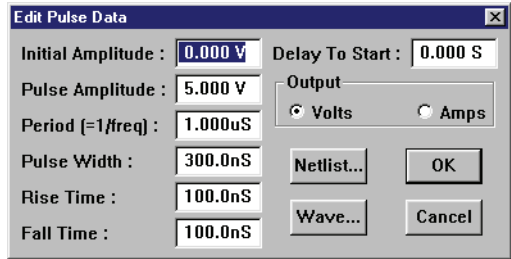 Edit Pulse Data
Initial Amplitude : 0.000 V Delay To Start : 0.000 S
Pulse Amplitude : 5.000 V Output
Period (=1/freq) : 1.000uS Volts Amps
Pulse Width : 300.0nS Netlist... OK
Rise Time : 100.0nS
Fall Time : 100.0nS Wave... Cancel